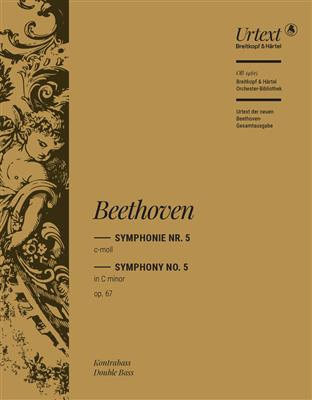 Urtext
Breitkopf & Härtel
OB 14615
Breitkopf & Härtel
Orchester-Bibliothek
Urtext der neuen
Beethoven-
Gesamtausgabe
Beethoven
SYMPHONIE NR. 5
c-moll
SYMPHONY NO. 5
in C minor
op. 67
Kontrabass
Double Bass